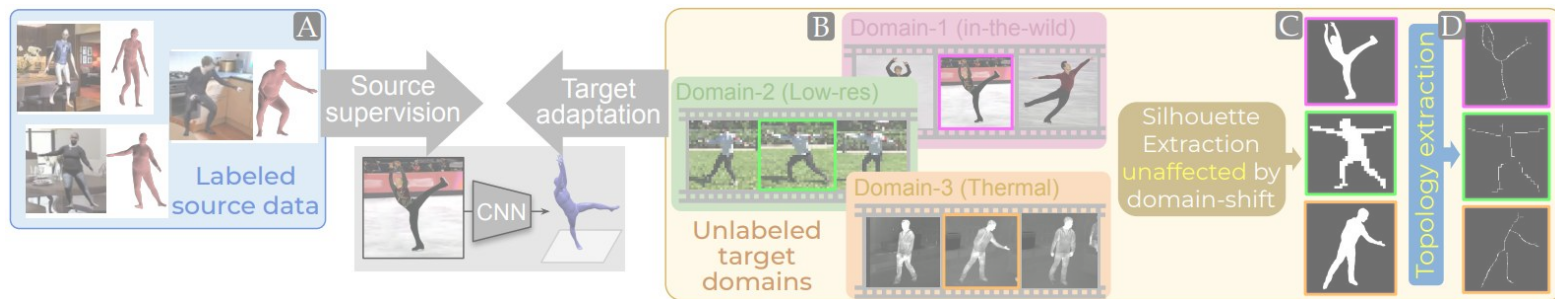 A
Labeled
source data
Source
supervision
Target
adaptation
CNN
B
Domain-1 (in-the-wild)
Domain-2 (Low-res)
Domain-3 (Thermal)
Unlabeled
target
domains
Silhouette
Extraction
unaffected by
domain-shift
C
Topology extraction
D